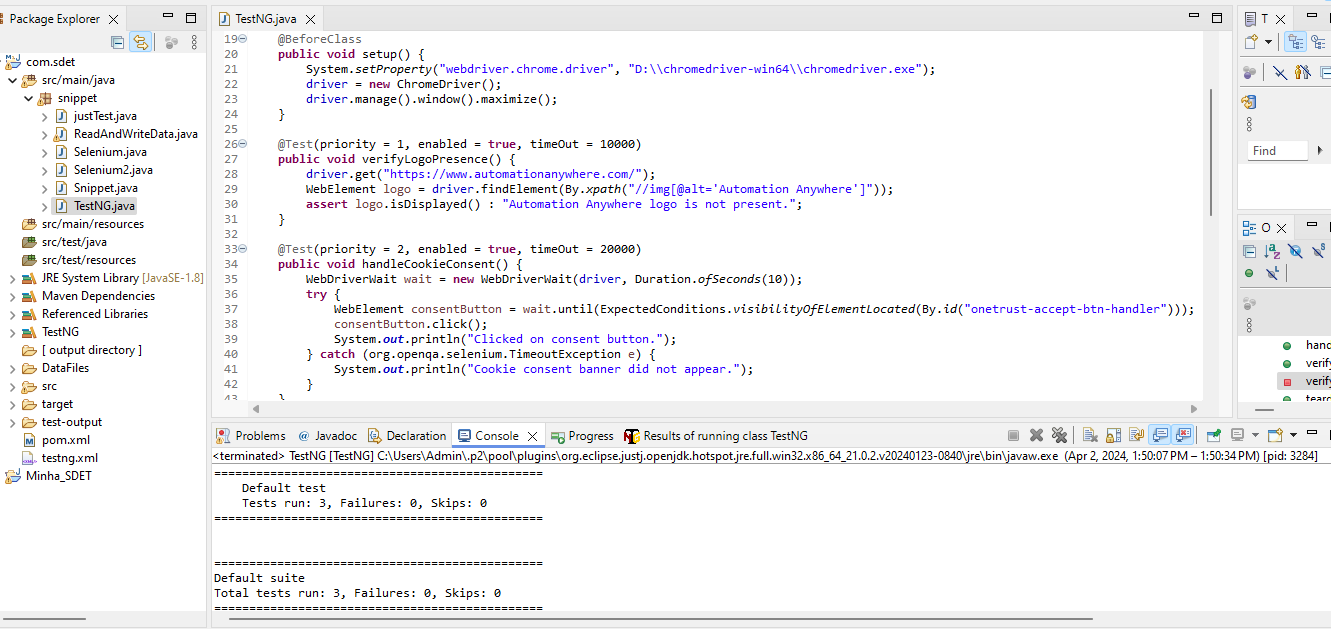 Package Explorer
com.sdet
src/main/java
snippet
justTest.java
ReadAndWriteData.java
Selenium.java
Selenium2.java
Snippet.java
TestNG.java
src/main/resources
src/test/java
src/test/resources
JRE System Library [JavaSE-1.8]
Maven Dependencies
Referenced Libraries
TestNG
[ output directory ]
DataFiles
src
target
test-output
pom.xml
testng.xml
Minha_SDET
TestNG.java
19 @BeforeClass
20 public void setup() {
21 System.setProperty("webdriver.chrome.driver", "D:\\chromedriver-win64\\chromedriver.exe");
22 driver = new ChromeDriver();
23 driver.manage().window().maximize();
24 }
25
26 @Test(priority = 1, enabled = true, timeOut = 10000)
27 public void verifyLogoPresence() {
28 driver.get("https://www.automationanywhere.com/");
29 WebElement logo = driver.findElement(By.xpath("//img[@alt='Automation Anywhere']"));
30 assert logo.isDisplayed() : "Automation Anywhere logo is not present.";
31 }
32
33 @Test(priority = 2, enabled = true, timeOut = 20000)
34 public void handleCookieConsent() {
35 WebDriverWait wait = new WebDriverWait(driver, Duration.ofSeconds(10));
36 try {
37 WebElement consentButton = wait.until(ExpectedConditions.visibilityOfElementLocated(By.id("onetrust-accept-btn-handler")));
38 consentButton.click();
39 System.out.println("Clicked on consent button.");
40 } catch (org.openqa.selenium.TimeoutException e) {
41 System.out.println("Cookie consent banner did not appear.");
42 }
43 }
Problems
Javadoc
Declaration
Console
Progress
Results of running class TestNG
<terminated> TestNG [TestNG] C:\Users\Admin\.p2\pool\plugins\org.eclipse.justj.openjdk.hotspot.jre.full.win32.x86_64_21.0.2.v20240123-0840\jre\bin\javaw.exe (Apr 2, 2024, 1:50:07 PM – 1:50:34 PM) [pid: 3284]
===============================================
Default test
Tests run: 3, Failures: 0, Skips: 0
===============================================
===============================================
Default suite
Total tests run: 3, Failures: 0, Skips: 0
===============================================
T
Find
O
hand
verify
verify